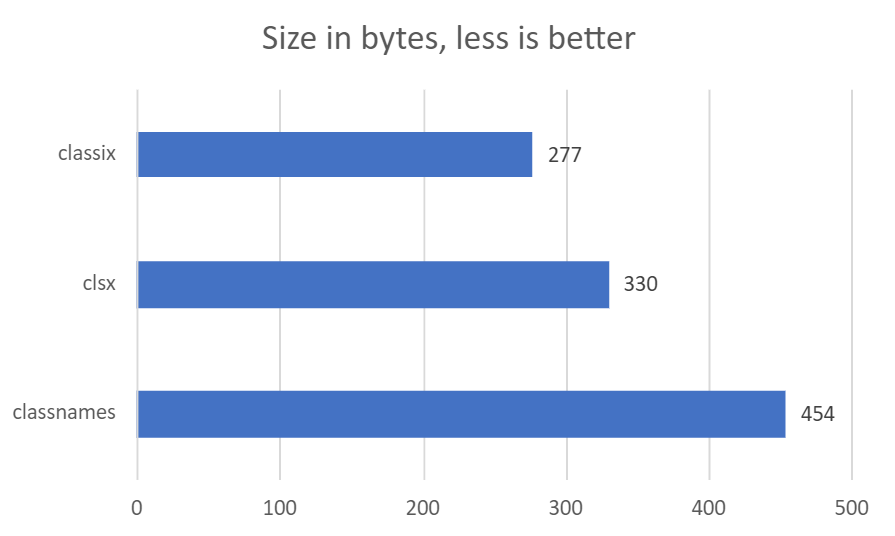 Size in bytes, less is better
classix 277
clsx 330
classnames 454
0 100 200 300 400 500